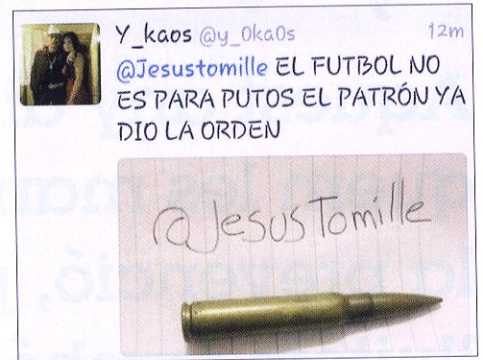 Y_kaos @y_0ka0s 12m
@Jesustomille EL FUTBOL NO
ES PARA PUTOS EL PATRÓN YA
DIO LA ORDEN
@JesusTomille